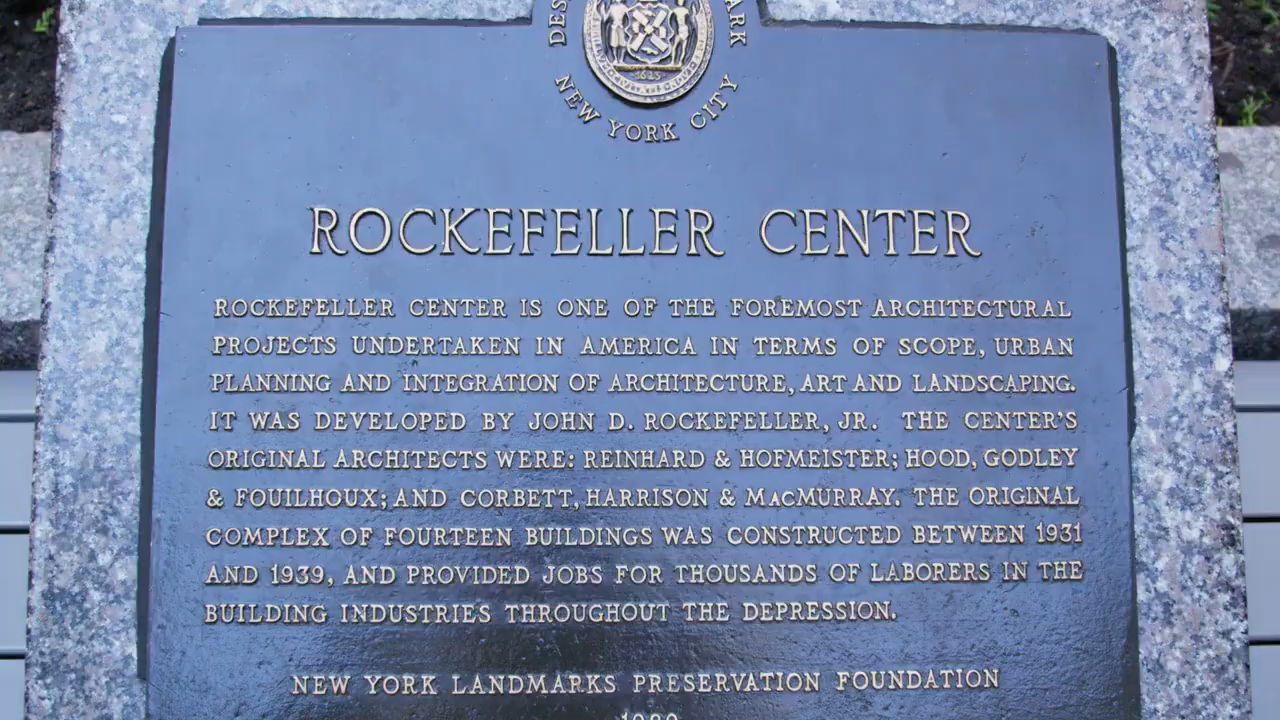 NEW YORK CITY
1625
ROCKEFELLER CENTER
ROCKEFELLER CENTER IS ONE OF THE FOREMOST ARCHITECTURAL
PROJECTS UNDERTAKEN IN AMERICA IN TERMS OF SCOPE, URBAN
PLANNING AND INTEGRATION OF ARCHITECTURE, ART AND LANDSCAPING.
IT WAS DEVELOPED BY JOHN D. ROCKEFELLER, JR. THE CENTER'S
ORIGINAL ARCHITECTS WERE: REINHARD & HOFMEISTER; HOOD, GODLEY
& FOUILHOUX; AND CORBETT, HARRISON & MACMURRAY. THE ORIGINAL
COMPLEX OF FOURTEEN BUILDINGS WAS CONSTRUCTED BETWEEN 1931
AND 1939, AND PROVIDED JOBS FOR THOUSANDS OF LABORERS IN THE
BUILDING INDUSTRIES THROUGHOUT THE DEPRESSION.
NEW YORK LANDMARKS PRESERVATION FOUNDATION